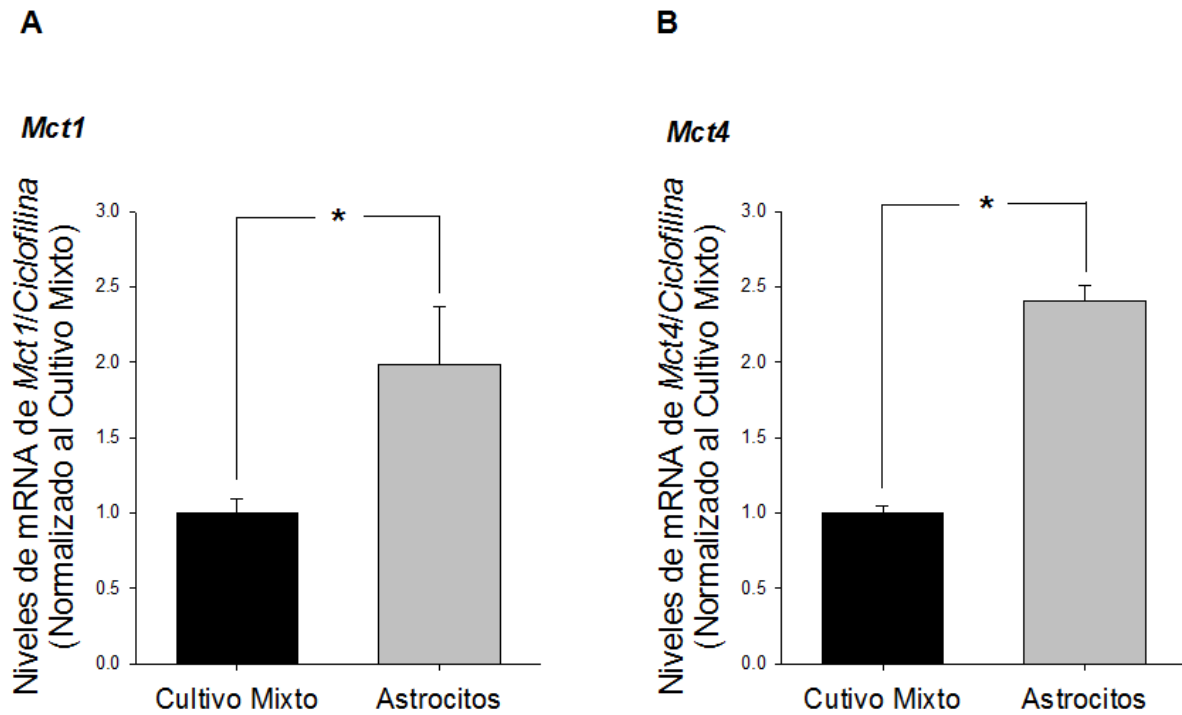 A
Mct1
Niveles de mRNA de Mct1/Ciclofilina
(Normalizado al Cultivo Mixto)
3.0
2.5
2.0
1.5
1.0
0.5
0.0
*
Cultivo Mixto Astrocitos
B
Mct4
Niveles de mRNA de Mct4/Ciclofilina
(Normalizado al Cultivo Mixto)
3.0
2.5
2.0
1.5
1.0
0.5
0.0
*
Cutivo Mixto Astrocitos